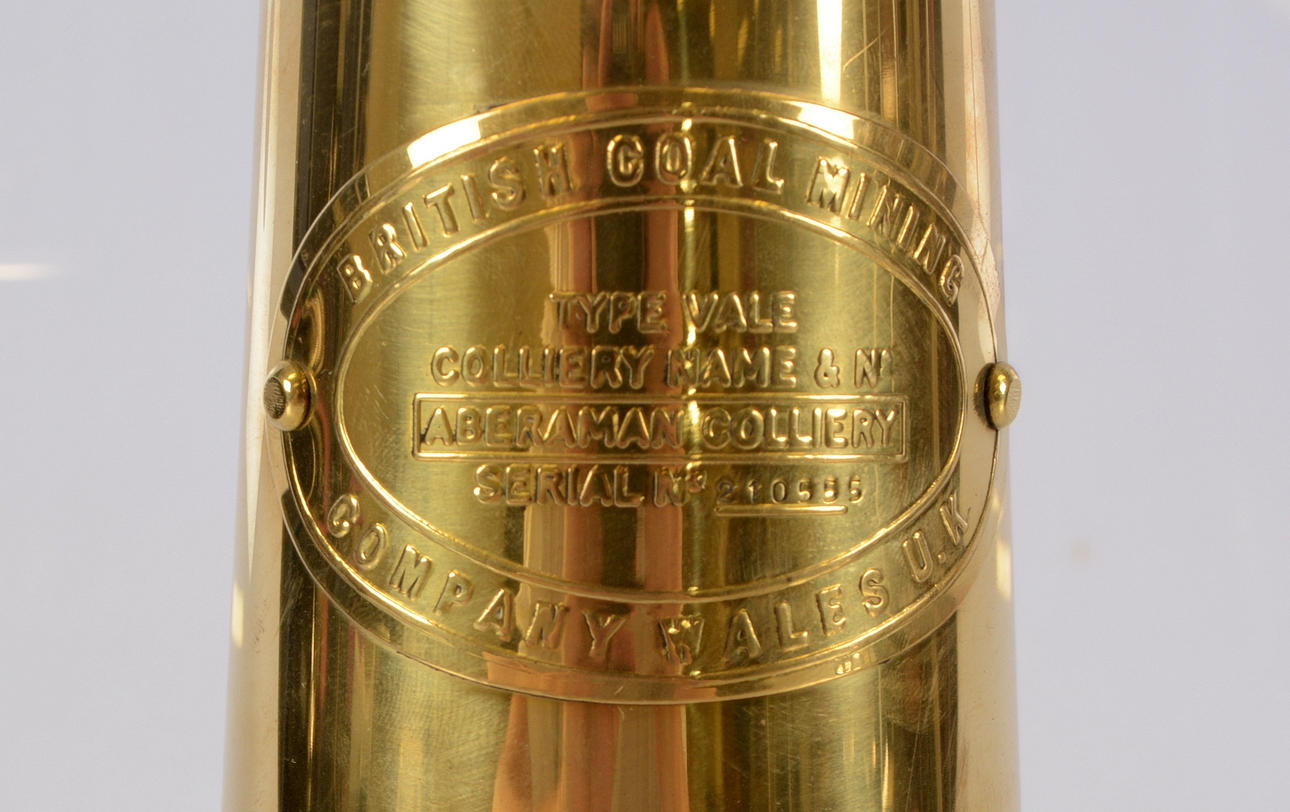 BRITISH COAL MINING
TYPE VALE
COLLIERY NAME & Nº
ABERAMAN COLLIERY
SERIAL Nº 210555
COMPANY WALES U.K.